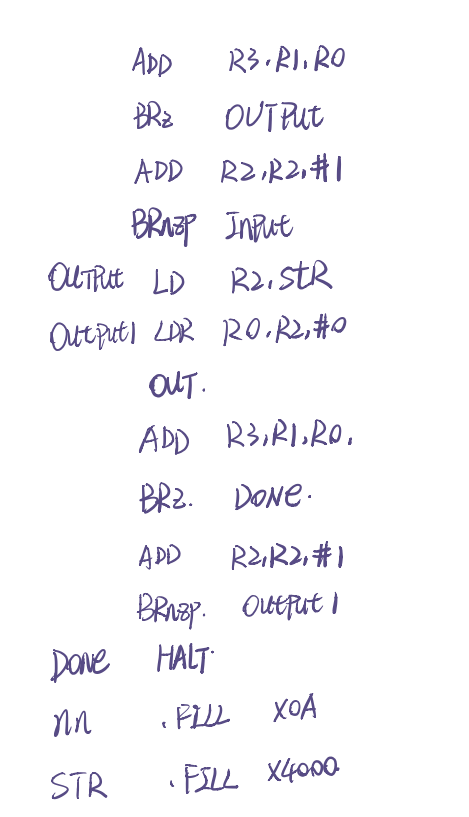 ADD R3,R1,R0
BRz OUTPUt
ADD R2,R2,#1
BRnzp InPut
OUTPut LD R2,StR
OutPut1 LDR R0,R2,#0
OUT.
ADD R3,R1,R0,
BRz. DONe.
ADD R2,R2,#1
BRnzp. OutPut1
DONe HALT.
nn .FILL X0A
STR .FILL X4000